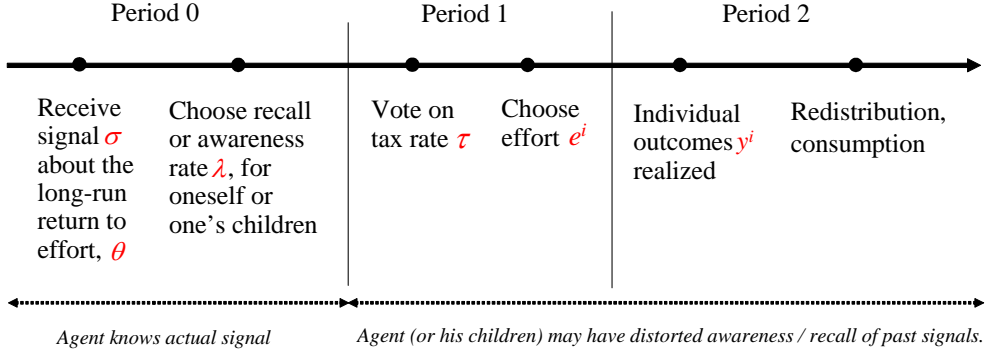 Period 0
Period 1
Period 2
Receive
signal σ
about the
long-run
return to
effort, θ
Choose recall
or awareness
rate λ, for
oneself or
one's children
Vote on
tax rate τ
Choose
effort eⁱ
Individual
outcomes yⁱ
realized
Redistribution,
consumption
Agent knows actual signal
Agent (or his children) may have distorted awareness / recall of past signals.